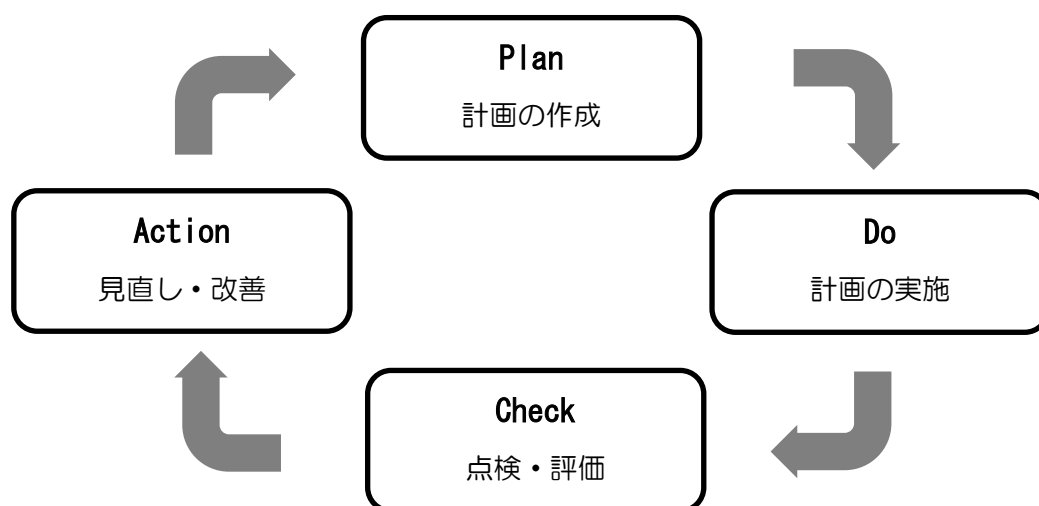 Plan
計画の作成
Do
計画の実施
Check
点検・評価
Action
見直し・改善